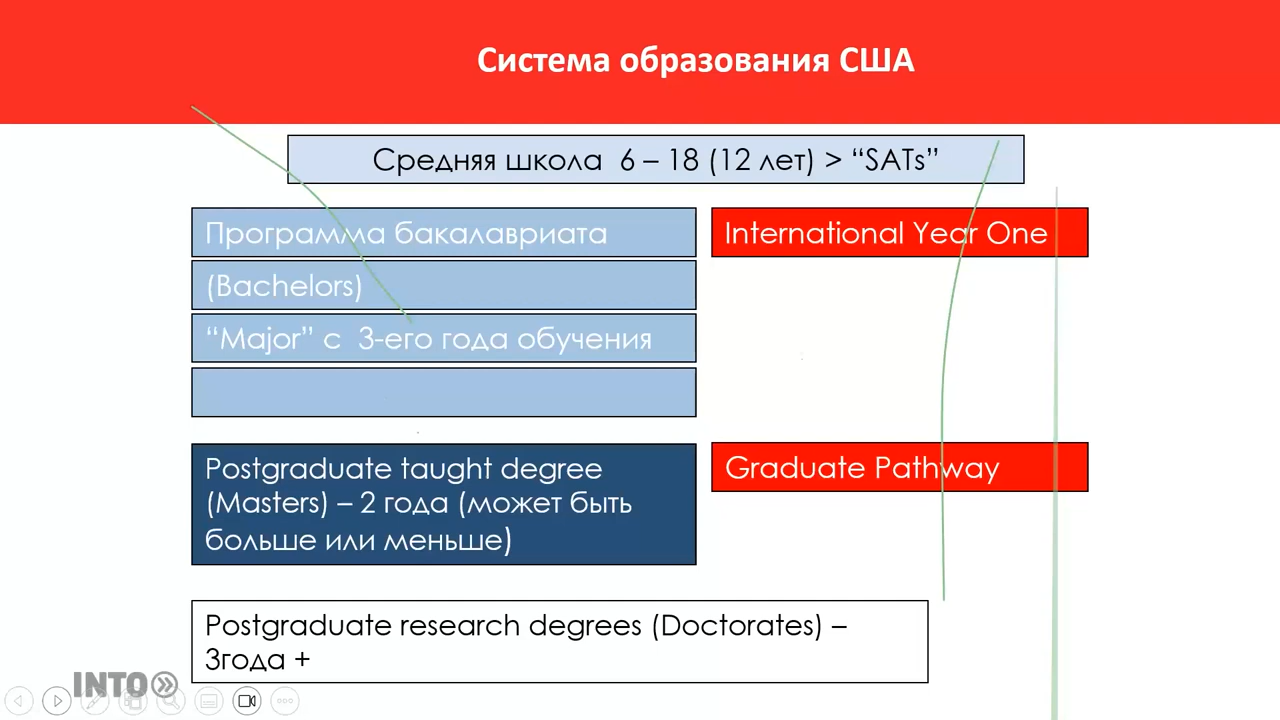 Система образования США
Средняя школа 6 – 18 (12 лет) > “SATs”
Программа бакалавриата
International Year One
(Bachelors)
“Major” с 3-его года обучения
Postgraduate taught degree
(Masters) – 2 года (может быть
больше или меньше)
Graduate Pathway
Postgraduate research degrees (Doctorates) –
3года +
INTO